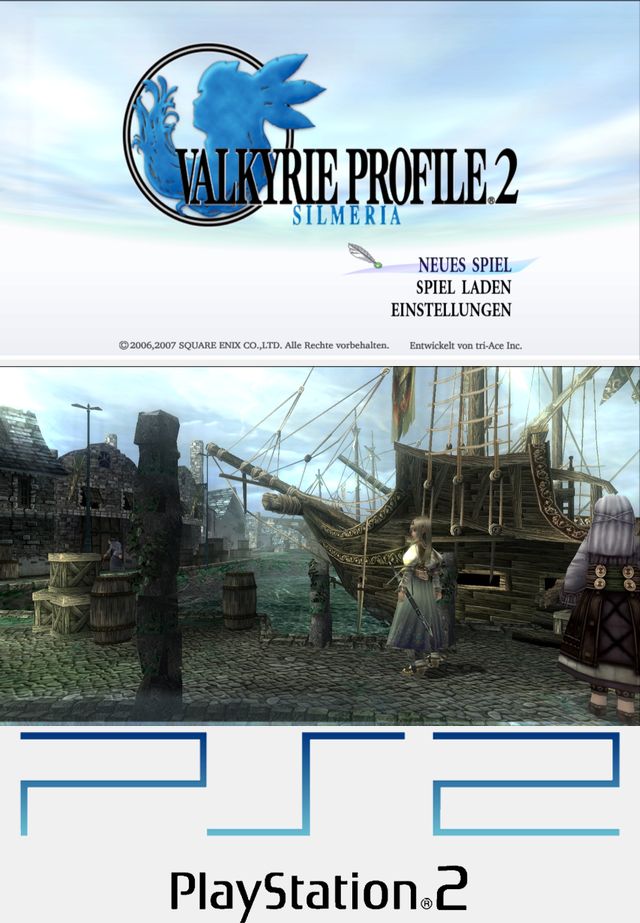 VALKYRIE PROFILE®2
SILMERIA
NEUES SPIEL
SPIEL LADEN
EINSTELLUNGEN
©2006,2007 SQUARE ENIX CO.,LTD. Alle Rechte vorbehalten. Entwickelt von tri-Ace Inc.
PS2
PlayStation®2